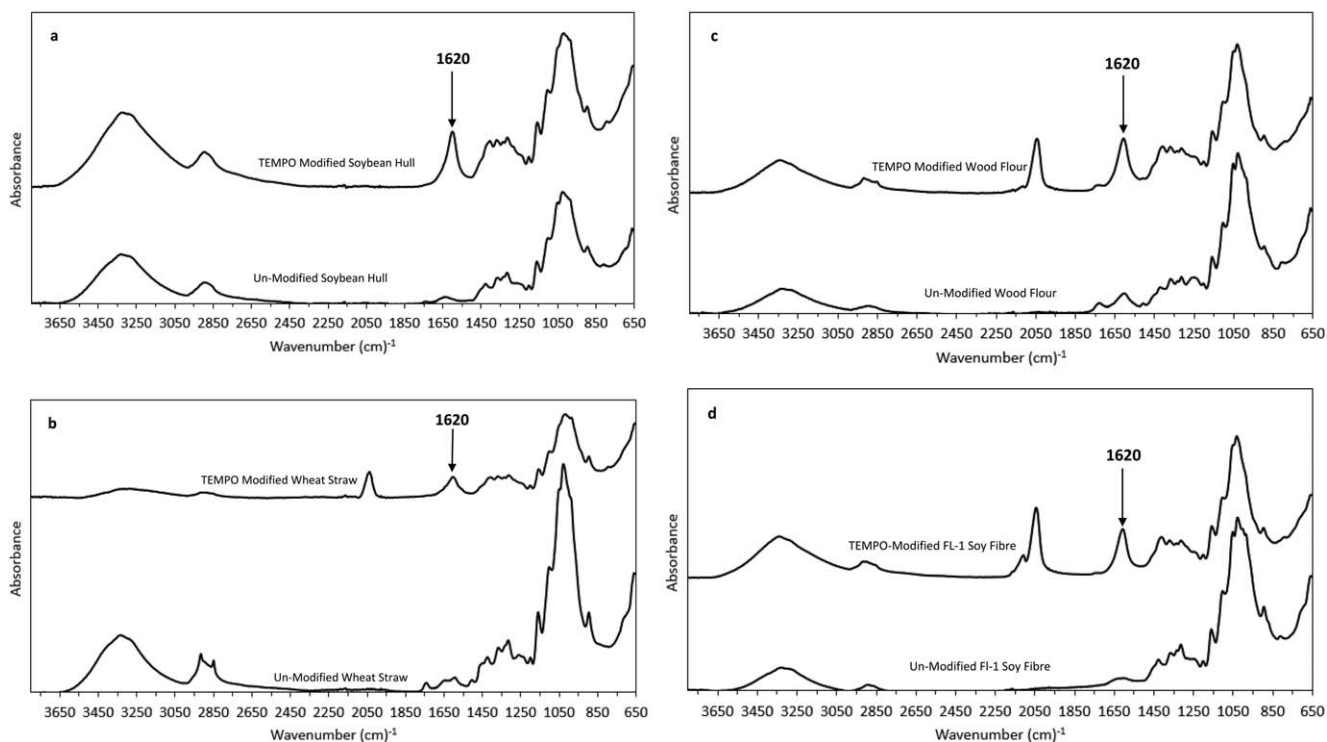 a
1620
TEMPO Modified Soybean Hull
Un-Modified Soybean Hull
Absorbance
3650 3450 3250 3050 2850 2650 2450 2250 2050 1850 1650 1450 1250 1050 850 650
Wavenumber (cm)-1
c
1620
TEMPO Modified Wood Flour
Un-Modified Wood Flour
Absorbance
3650 3450 3250 3050 2850 2650 2450 2250 2050 1850 1650 1450 1250 1050 850 650
Wavenumber (cm)-1
b
1620
TEMPO Modified Wheat Straw
Un-Modified Wheat Straw
Absorbance
3650 3450 3250 3050 2850 2650 2450 2250 2050 1850 1650 1450 1250 1050 850 650
Wavenumber (cm)-1
d
1620
TEMPO-Modified FL-1 Soy Fibre
Un-Modified Fl-1 Soy Fibre
Absorbance
3650 3450 3250 3050 2850 2650 2450 2250 2050 1850 1650 1450 1250 1050 850 650
Wavenumber (cm)-1